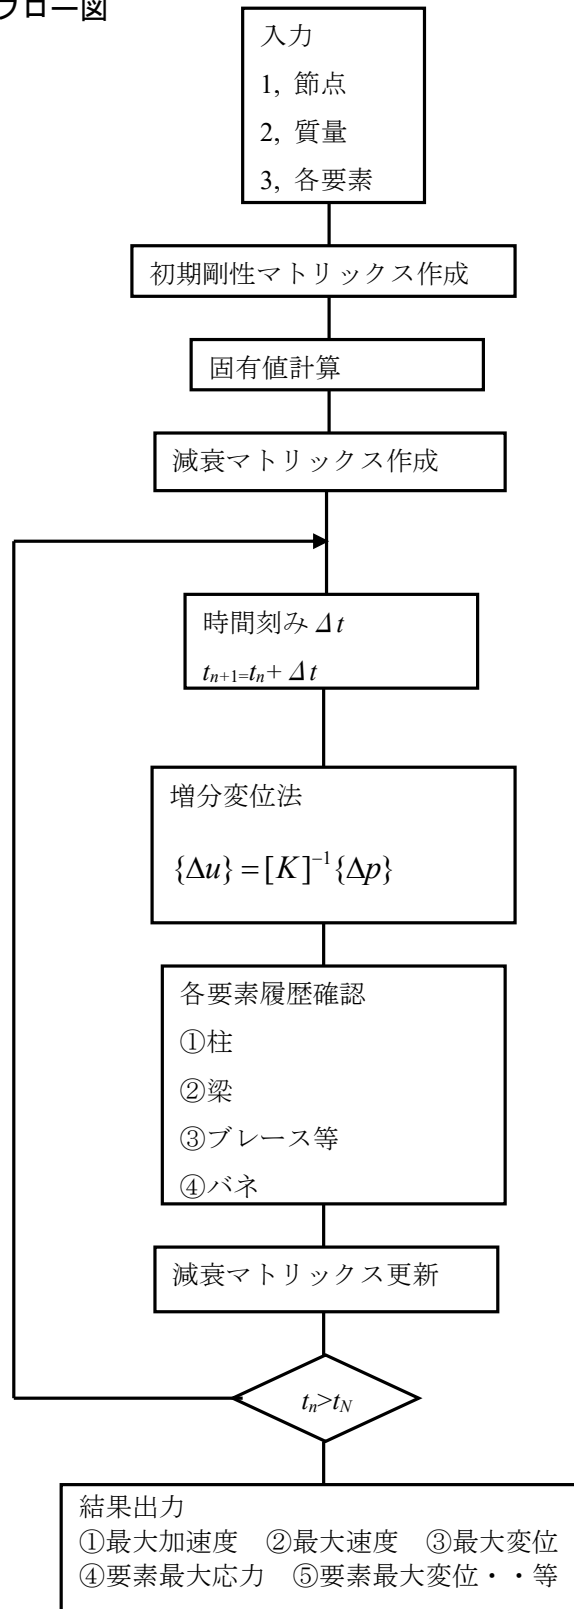 フロー図
入力
1, 節点
2, 質量
3, 各要素
初期剛性マトリックス作成
固有値計算
減衰マトリックス作成
時間刻み Δt
tn+1=tn+ Δt
増分変位法
{Δu} = [K]⁻¹{Δp}
各要素履歴確認
①柱
②梁
③ブレース等
④バネ
減衰マトリックス更新
tn>tN
結果出力
①最大加速度　②最大速度　③最大変位
④要素最大応力　⑤要素最大変位・・等